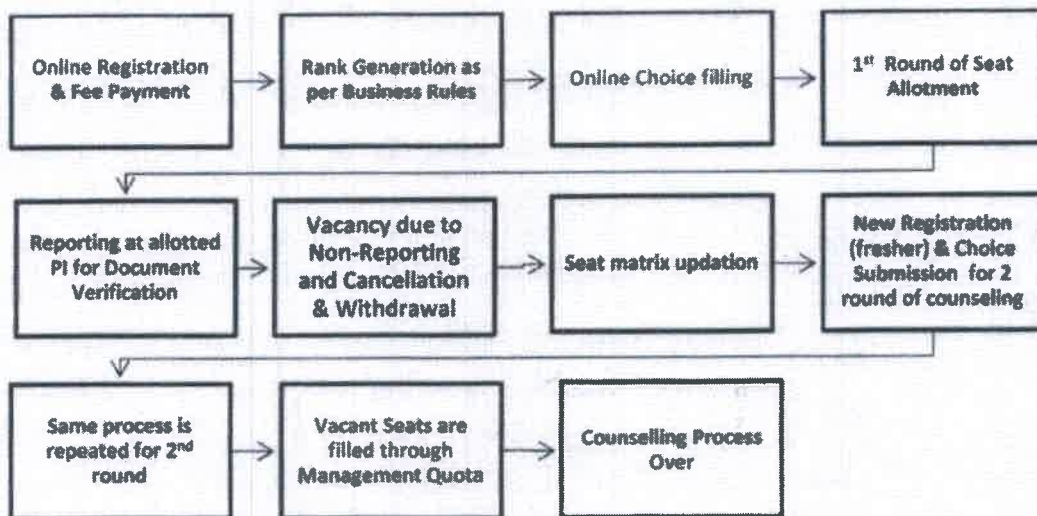 Online Registration
& Fee Payment
Rank Generation as
per Business Rules
Online Choice filling
1st Round of Seat
Allotment
Reporting at allotted
PI for Document
Verification
Vacancy due to
Non-Reporting
and Cancellation
& Withdrawal
Seat matrix updation
New Registration
(fresher) & Choice
Submission for 2
round of counseling
Same process is
repeated for 2nd
round
Vacant Seats are
filled through
Management Quota
Counselling Process
Over